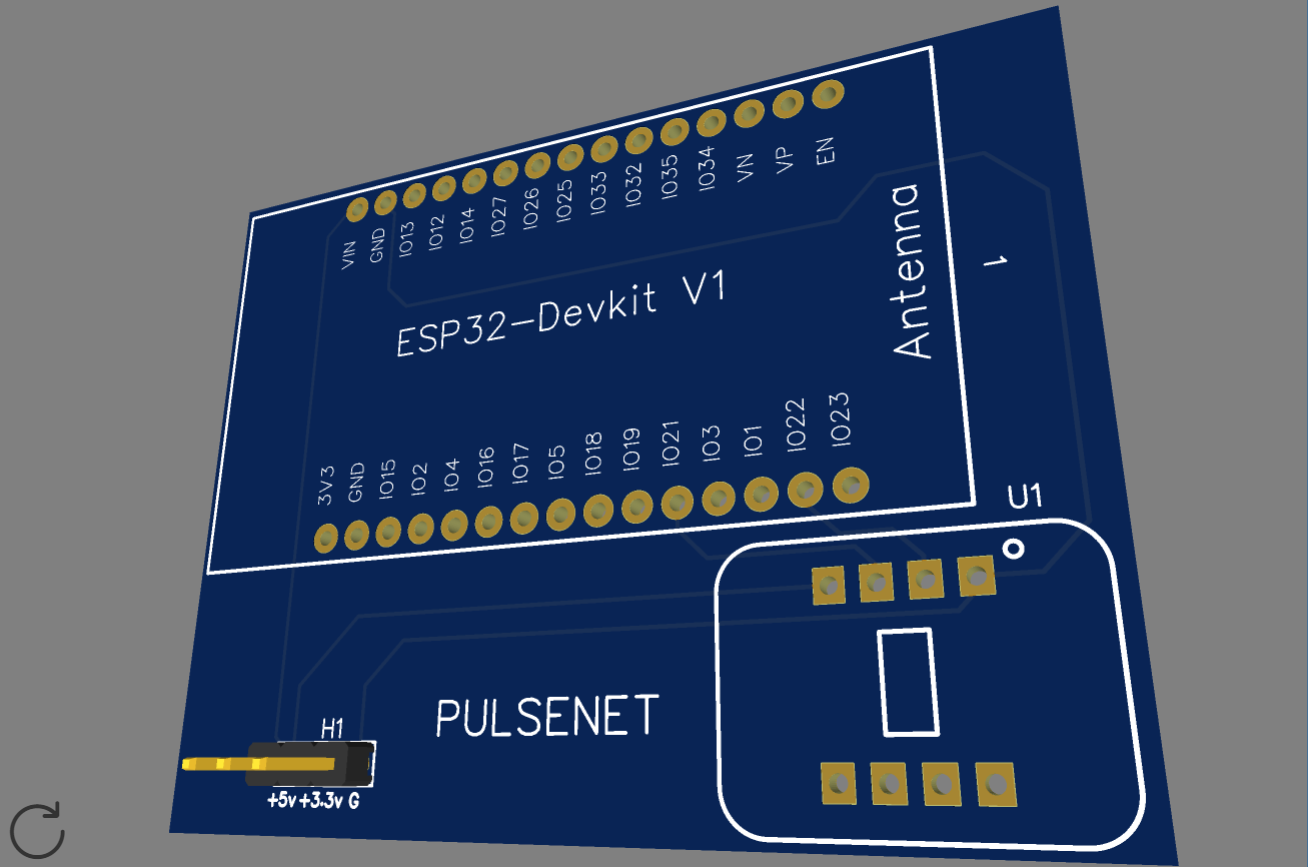 VIN GND IO13 IO12 IO14 IO27 IO26 IO25 IO33 IO32 IO35 IO34 VN VP EN
ESP32-Devkit V1
Antenna
1
3V3 GND IO15 IO2 IO4 IO16 IO17 IO5 IO18 IO19 IO21 IO3 IO1 IO22 IO23
U1
PULSENET
H1
+5v +3.3v G